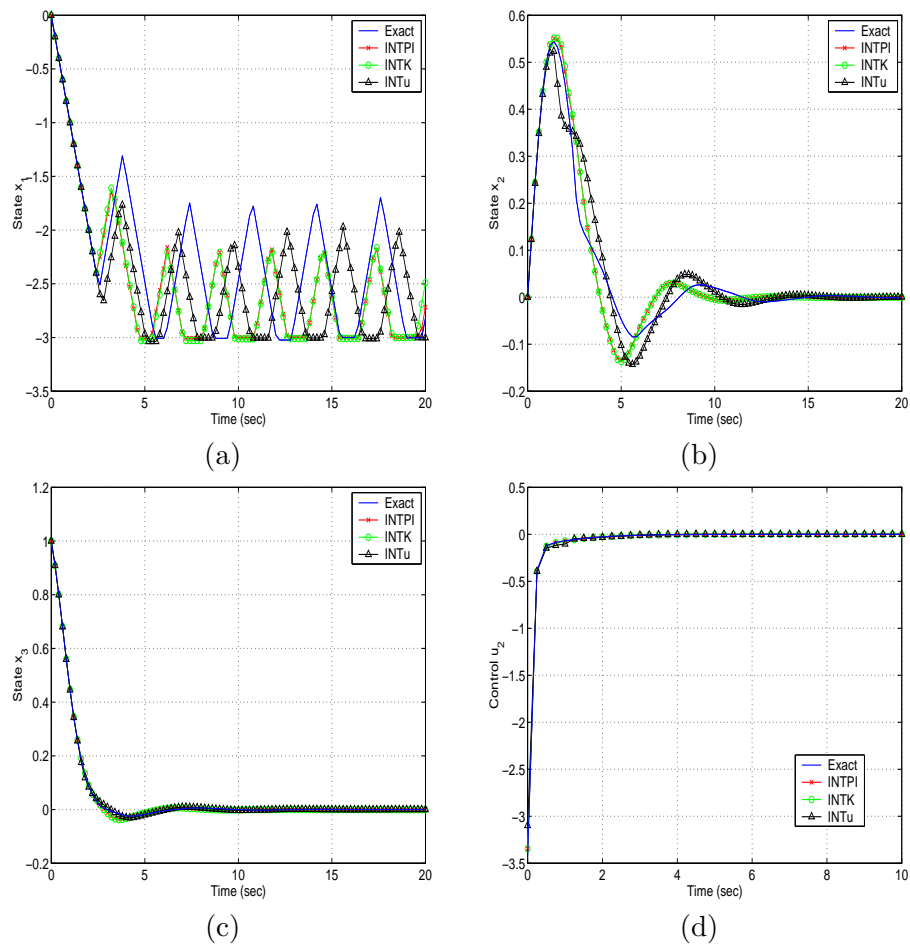 0
−0.5
−1
−1.5
−2
−2.5
−3
−3.5
State x1
0 5 10 15 20
Time (sec)
Exact
INTPI
INTK
INTu
(a)
0.6
0.5
0.4
0.3
0.2
0.1
0
−0.1
−0.2
State x2
0 5 10 15 20
Time (sec)
Exact
INTPI
INTK
INTu
(b)
1.2
1
0.8
0.6
0.4
0.2
0
−0.2
State x3
0 5 10 15 20
Time (sec)
Exact
INTPI
INTK
INTu
(c)
0.5
0
−0.5
−1
−1.5
−2
−2.5
−3
−3.5
Control u2
0 2 4 6 8 10
Time (sec)
Exact
INTPI
INTK
INTu
(d)